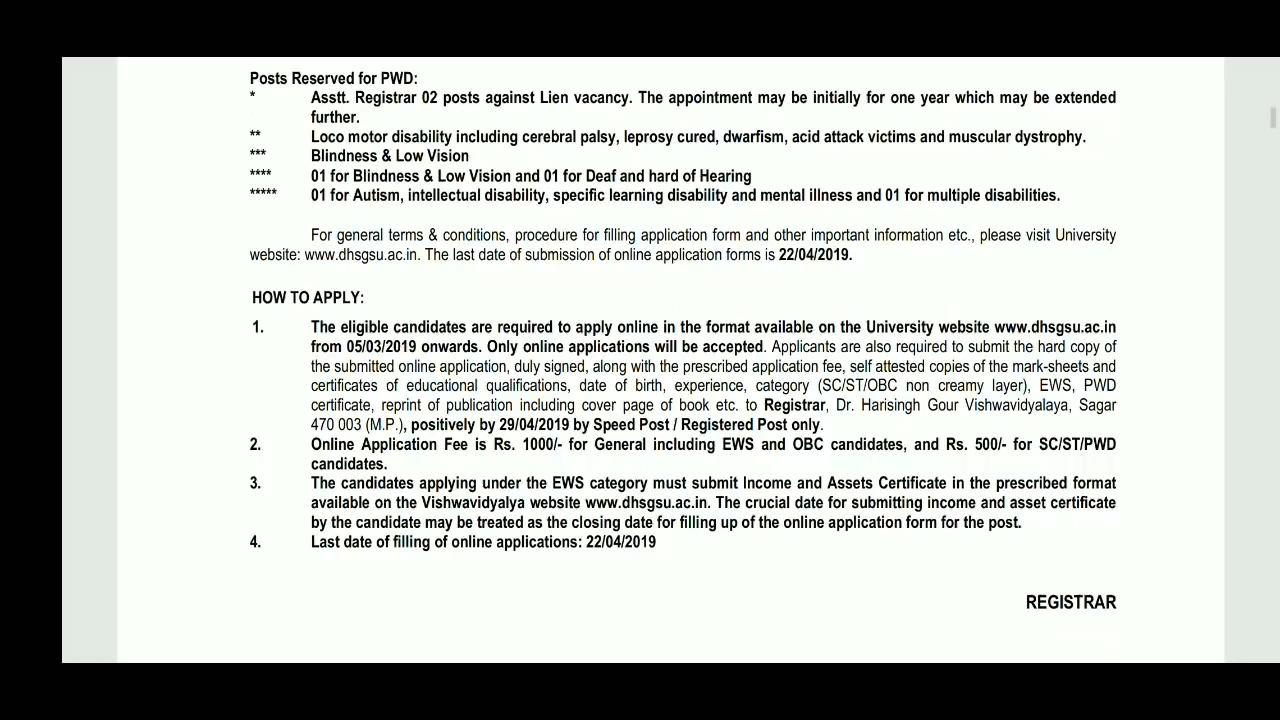 Posts Reserved for PWD:
* Asstt. Registrar 02 posts against Lien vacancy. The appointment may be initially for one year which may be extended
further.
** Loco motor disability including cerebral palsy, leprosy cured, dwarfism, acid attack victims and muscular dystrophy.
*** Blindness & Low Vision
**** 01 for Blindness & Low Vision and 01 for Deaf and hard of Hearing
***** 01 for Autism, intellectual disability, specific learning disability and mental illness and 01 for multiple disabilities.
For general terms & conditions, procedure for filling application form and other important information etc., please visit University
website: www.dhsgsu.ac.in. The last date of submission of online application forms is 22/04/2019.
HOW TO APPLY:
1. The eligible candidates are required to apply online in the format available on the University website www.dhsgsu.ac.in
from 05/03/2019 onwards. Only online applications will be accepted. Applicants are also required to submit the hard copy of
the submitted online application, duly signed, along with the prescribed application fee, self attested copies of the mark-sheets and
certificates of educational qualifications, date of birth, experience, category (SC/ST/OBC non creamy layer), EWS, PWD
certificate, reprint of publication including cover page of book etc. to Registrar, Dr. Harisingh Gour Vishwavidyalaya, Sagar
470 003 (M.P.), positively by 29/04/2019 by Speed Post / Registered Post only.
2. Online Application Fee is Rs. 1000/- for General including EWS and OBC candidates, and Rs. 500/- for SC/ST/PWD
candidates.
3. The candidates applying under the EWS category must submit Income and Assets Certificate in the prescribed format
available on the Vishwavidyalya website www.dhsgsu.ac.in. The crucial date for submitting income and asset certificate
by the candidate may be treated as the closing date for filling up of the online application form for the post.
4. Last date of filling of online applications: 22/04/2019
REGISTRAR